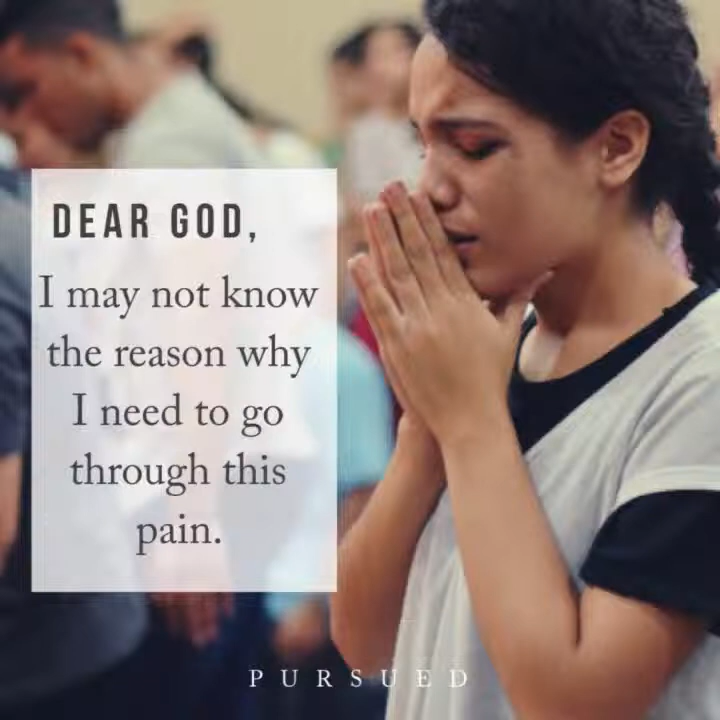 DEAR GOD,
I may not know
the reason why
I need to go
through this
pain.
PURSUED